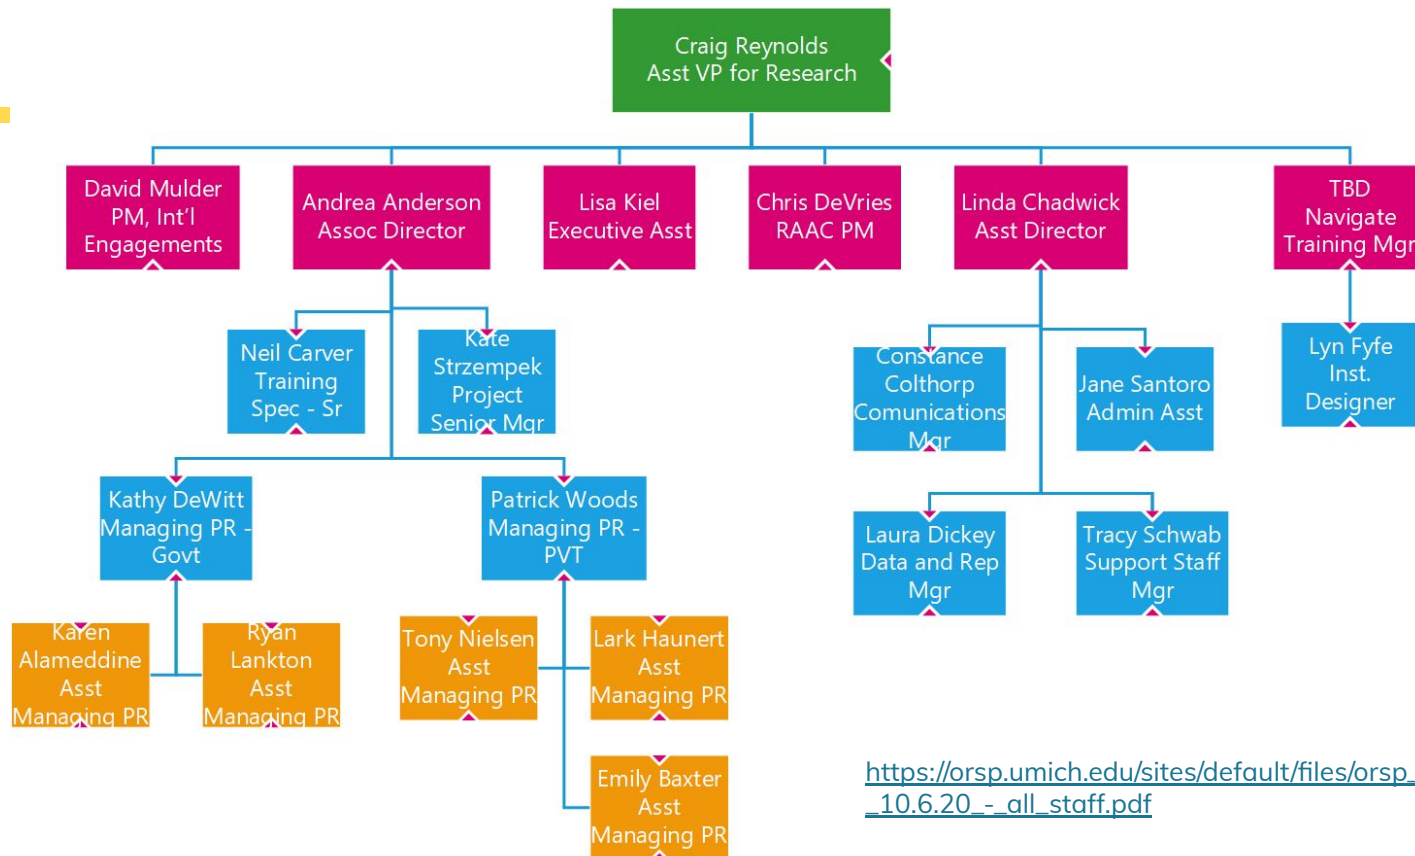 Craig Reynolds
Asst VP for Research
David Mulder
PM, Int'l
Engagements
Andrea Anderson
Assoc Director
Lisa Kiel
Executive Asst
Chris DeVries
RAAC PM
Linda Chadwick
Asst Director
TBD
Navigate
Training Mgr
Neil Carver
Training
Spec - Sr
Kate
Strzempek
Project
Senior Mgr
Constance
Colthorp
Comunications
Mgr
Jane Santoro
Admin Asst
Lyn Fyfe
Inst.
Designer
Kathy DeWitt
Managing PR -
Govt
Patrick Woods
Managing PR -
PVT
Laura Dickey
Data and Rep
Mgr
Tracy Schwab
Support Staff
Mgr
Karen
Alameddine
Asst
Managing PR
Ryan
Lankton
Asst
Managing PR
Tony Nielsen
Asst
Managing PR
Lark Haunert
Asst
Managing PR
Emily Baxter
Asst
Managing PR
https://orsp.umich.edu/sites/default/files/orsp_
_10.6.20_-_all_staff.pdf